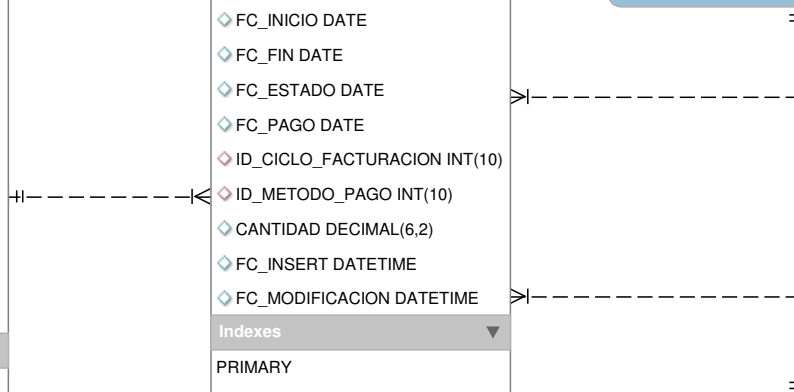 FC_INICIO DATE
FC_FIN DATE
FC_ESTADO DATE
FC_PAGO DATE
ID_CICLO_FACTURACION INT(10)
ID_METODO_PAGO INT(10)
CANTIDAD DECIMAL(6,2)
FC_INSERT DATETIME
FC_MODIFICACION DATETIME
Indexes
PRIMARY